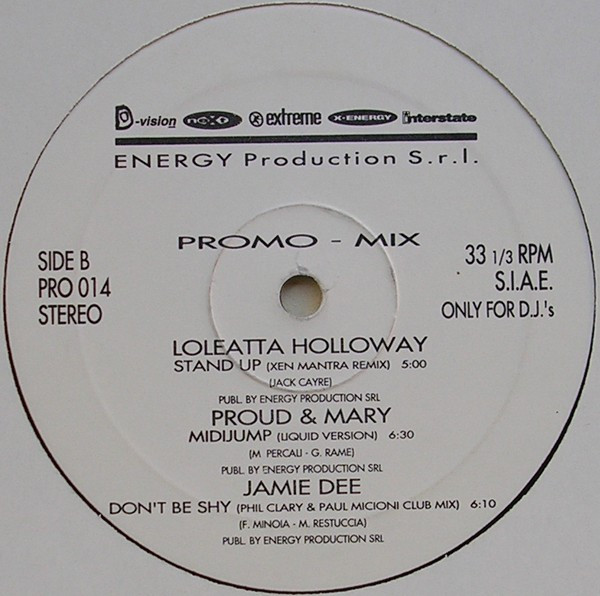 D-vision next extreme X-ENERGY interstate
ENERGY Production S.r.l.
PROMO - MIX
SIDE B
PRO 014
STEREO
33 1/3 RPM
S.I.A.E.
ONLY FOR D.J.'s
LOLEATTA HOLLOWAY
STAND UP (XEN MANTRA REMIX) 5:00
(JACK CAYRE)
PUBL. BY ENERGY PRODUCTION SRL
PROUD & MARY
MIDIJUMP (LIQUID VERSION) 6:30
(M. PERCALI - G. RAME)
PUBL. BY ENERGY PRODUCTION SRL
JAMIE DEE
DON'T BE SHY (PHIL CLARY & PAUL MICIONI CLUB MIX) 6:10
(F. MINOIA - M. RESTUCCIA)
PUBL. BY ENERGY PRODUCTION SRL